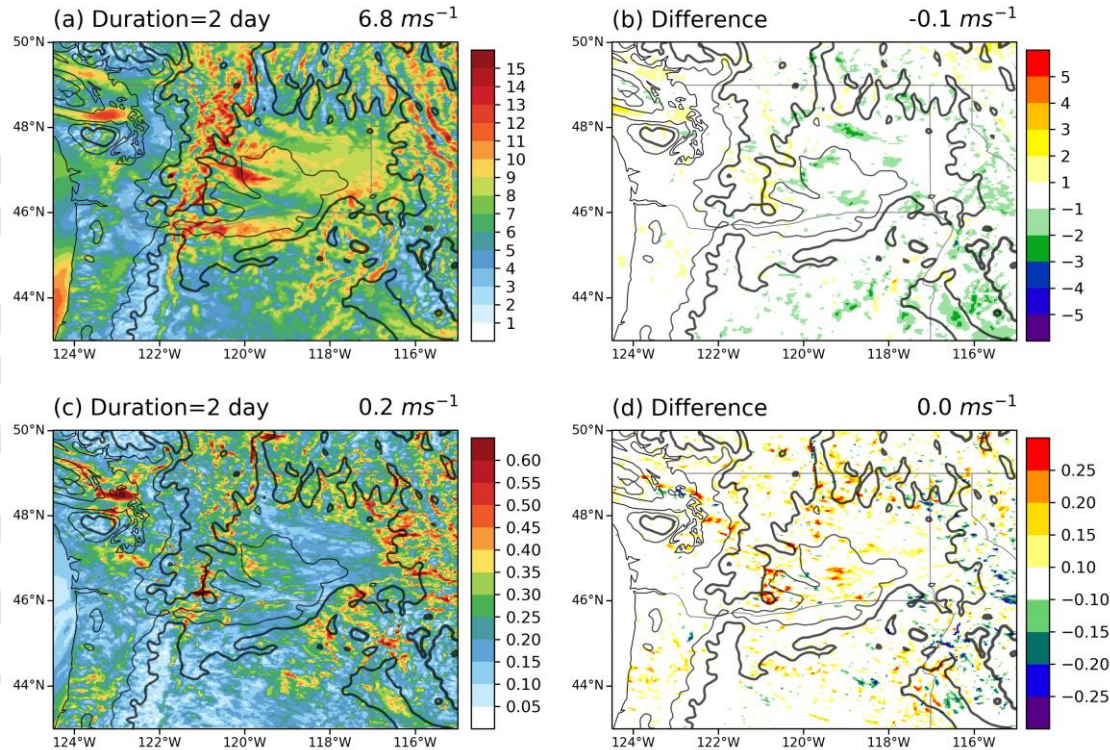 (a) Duration=2 day 6.8 ms⁻¹
50°N
48°N
46°N
44°N
124°W 122°W 120°W 118°W 116°W
15
14
13
12
11
10
9
8
7
6
5
4
3
2
1
(b) Difference -0.1 ms⁻¹
50°N
48°N
46°N
44°N
124°W 122°W 120°W 118°W 116°W
5
4
3
2
1
−1
−2
−3
−4
−5
(c) Duration=2 day 0.2 ms⁻¹
50°N
48°N
46°N
44°N
124°W 122°W 120°W 118°W 116°W
0.60
0.55
0.50
0.45
0.40
0.35
0.30
0.25
0.20
0.15
0.10
0.05
(d) Difference 0.0 ms⁻¹
50°N
48°N
46°N
44°N
124°W 122°W 120°W 118°W 116°W
0.25
0.20
0.15
0.10
−0.10
−0.15
−0.20
−0.25